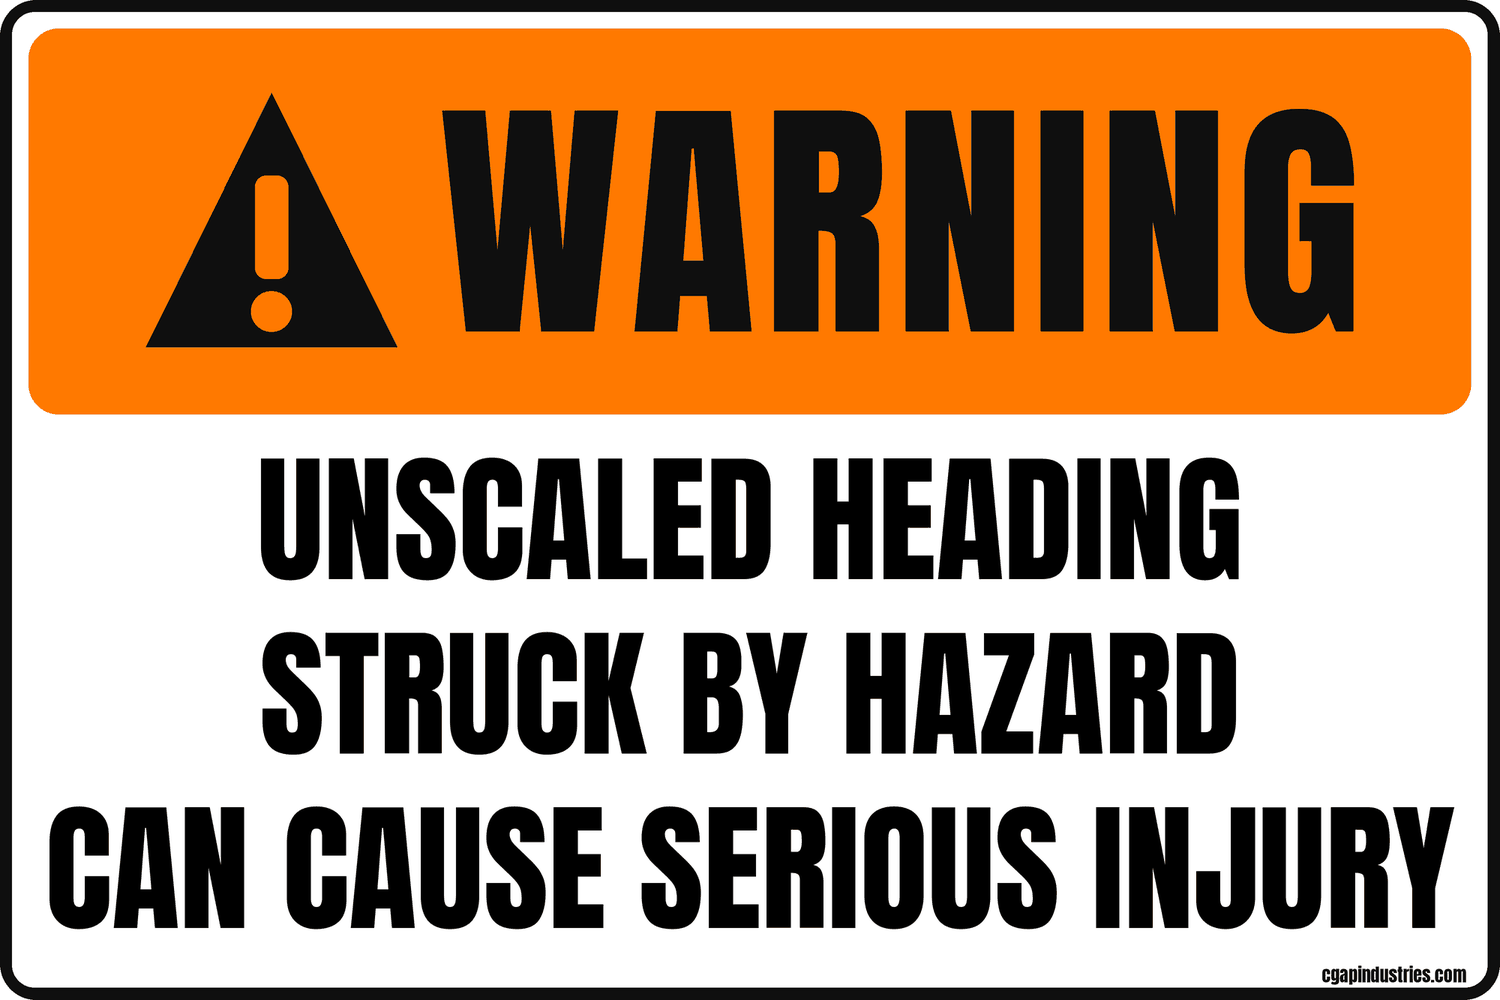 WARNING
UNSCALED HEADING
STRUCK BY HAZARD
CAN CAUSE SERIOUS INJURY
cgapindustries.com